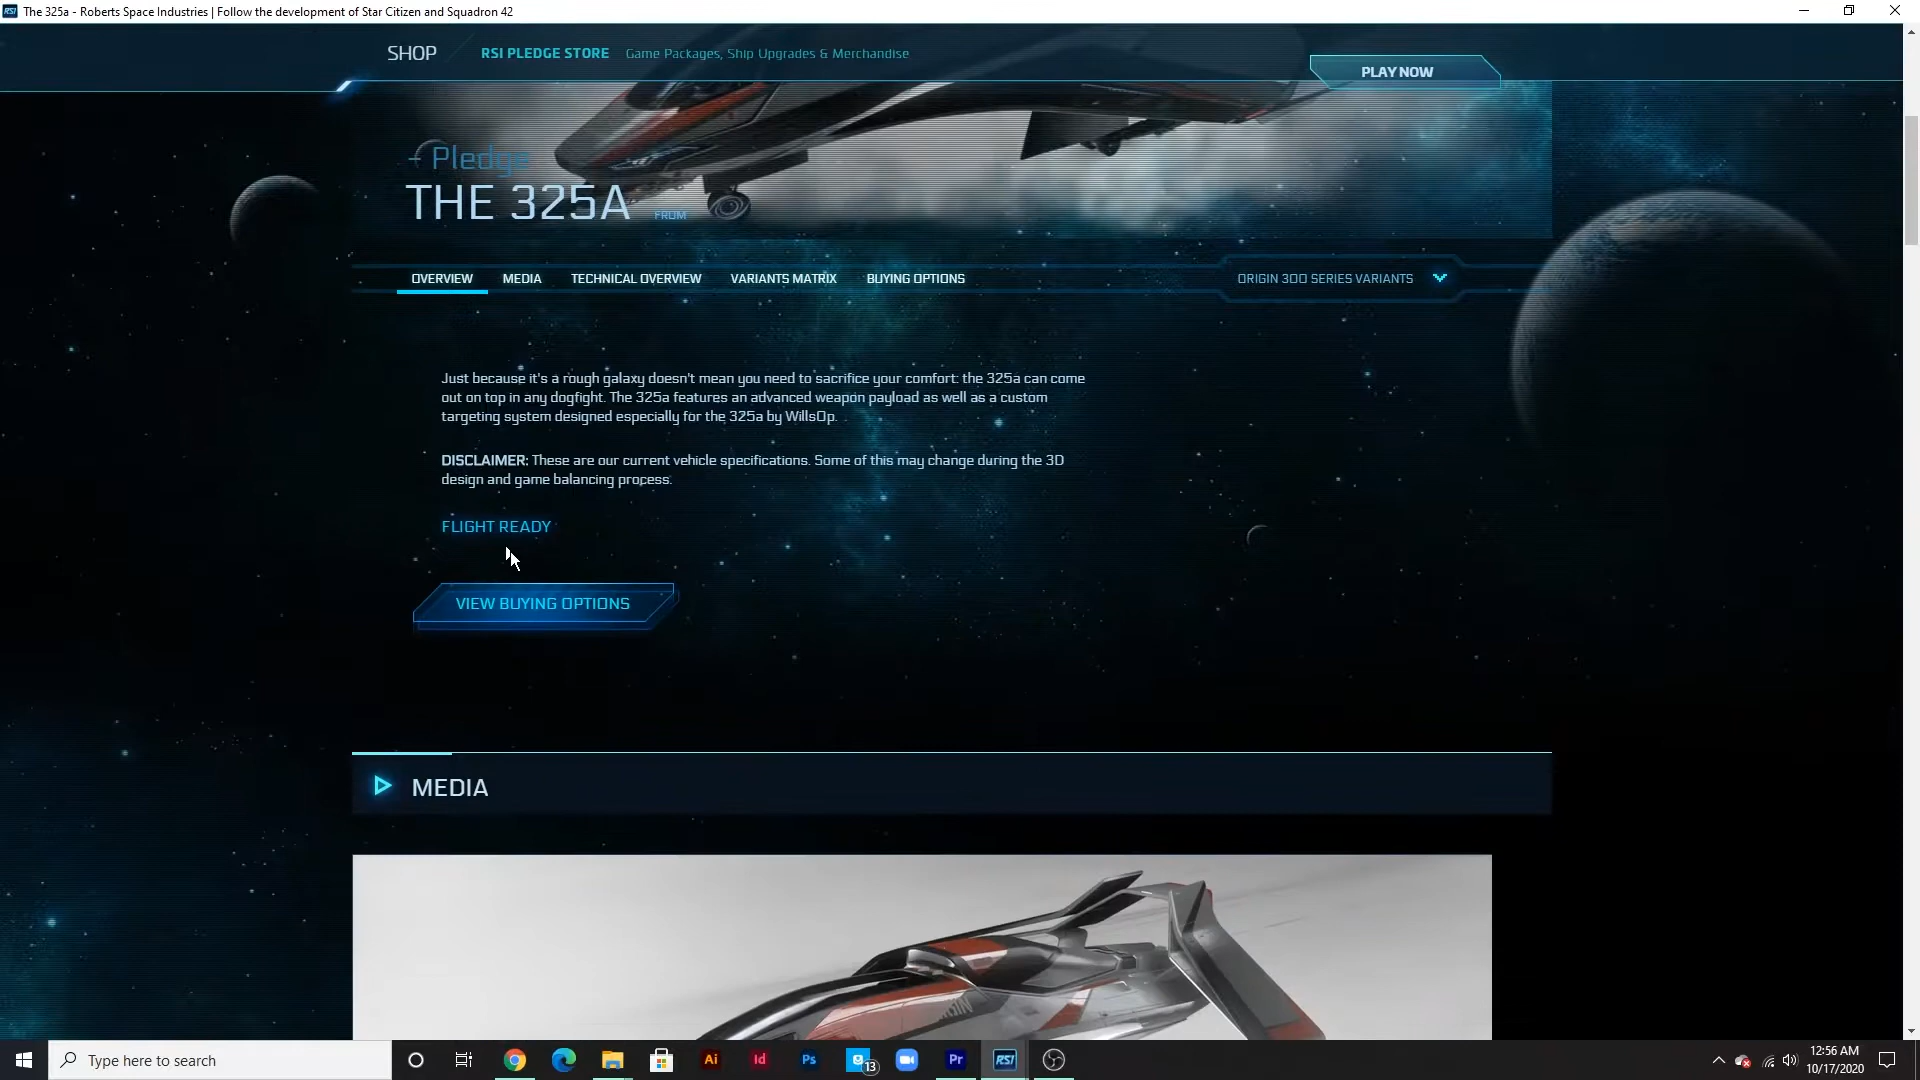 The 325a - Roberts Space Industries | Follow the development of Star Citizen and Squadron 42
SHOP RSI PLEDGE STORE Game Packages, Ship Upgrades & Merchandise
PLAY NOW
Pledge
THE 325A FROM
OVERVIEW MEDIA TECHNICAL OVERVIEW VARIANTS MATRIX BUYING OPTIONS ORIGIN 300 SERIES VARIANTS
Just because it's a rough galaxy doesn't mean you need to sacrifice your comfort: the 325a can come
out on top in any dogfight. The 325a features an advanced weapon payload as well as a custom
targeting system designed especially for the 325a by WillsOp.
DISCLAIMER: These are our current vehicle specifications. Some of this may change during the 3D
design and game balancing process.
FLIGHT READY
VIEW BUYING OPTIONS
MEDIA
Type here to search
Ai Id Ps 13 Pr RSI
12:56 AM
10/17/2020